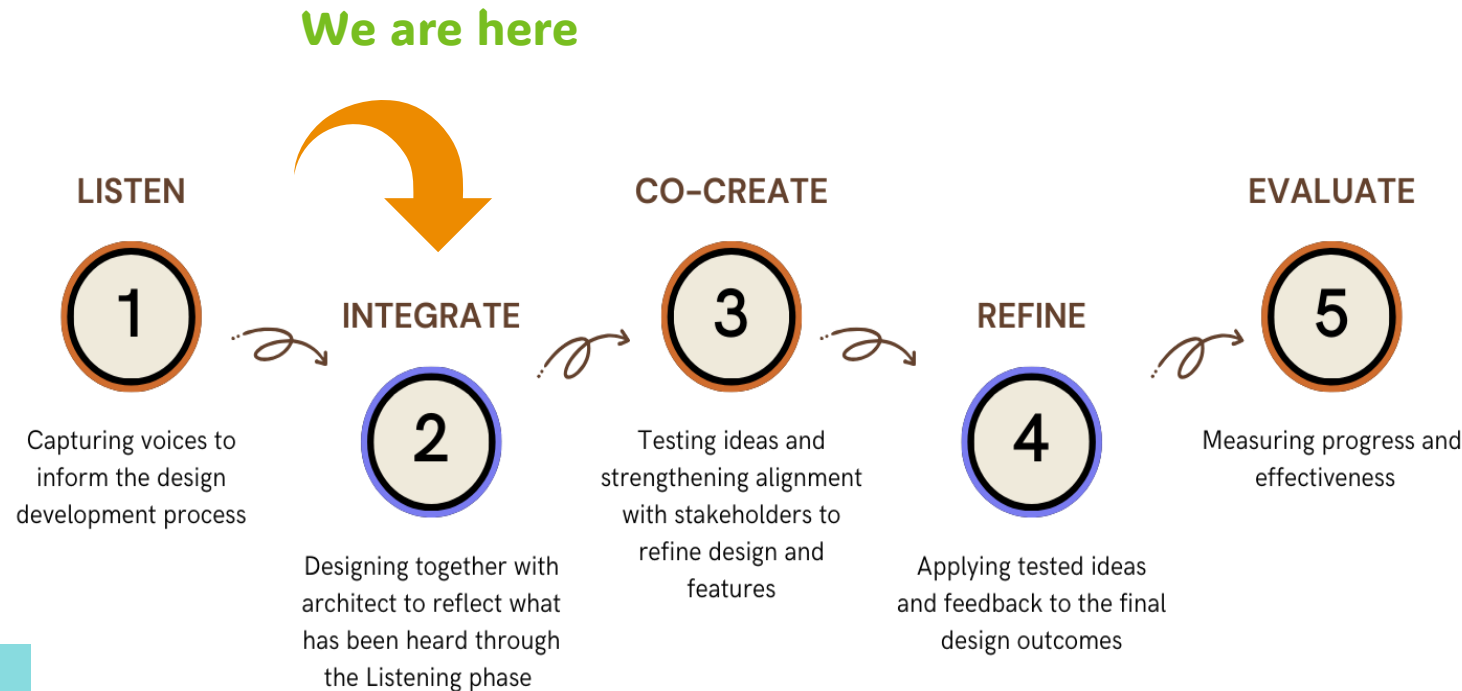 We are here
LISTEN
1
Capturing voices to
inform the design
development process
INTEGRATE
2
Designing together with
architect to reflect what
has been heard through
the Listening phase
CO-CREATE
3
Testing ideas and
strengthening alignment
with stakeholders to
refine design and
features
REFINE
4
Applying tested ideas
and feedback to the final
design outcomes
EVALUATE
5
Measuring progress and
effectiveness